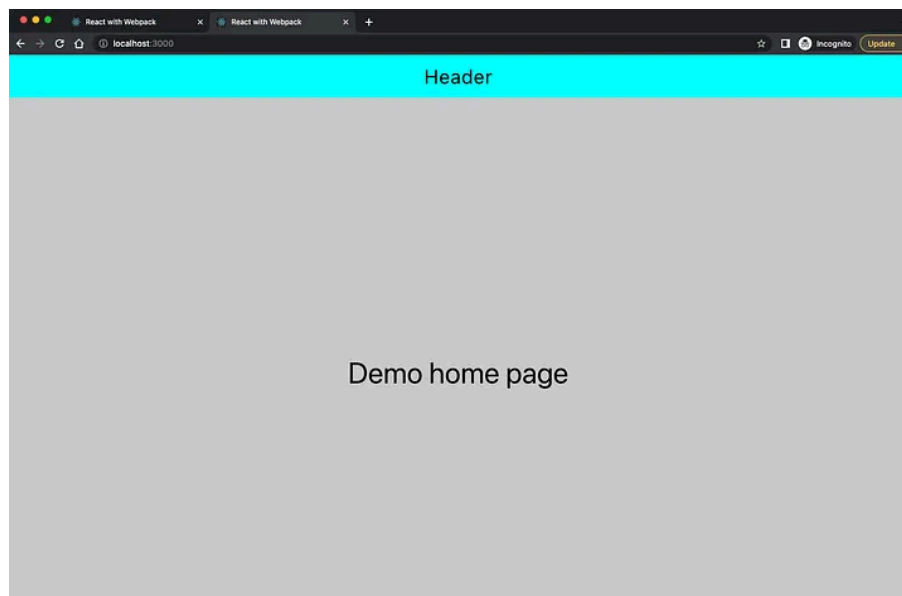 React with Webpack React with Webpack
localhost:3000 Incognito Update
Header
Demo home page